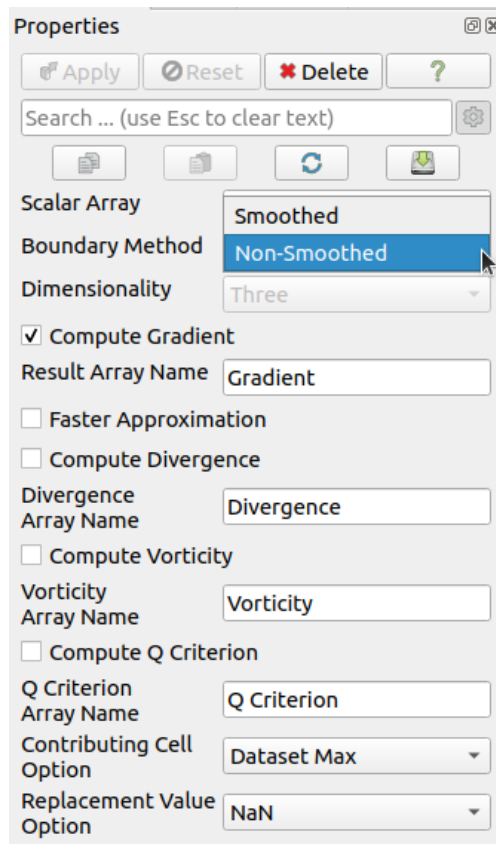 Properties
Apply
Reset
Delete
?
Search ... (use Esc to clear text)
Scalar Array
Smoothed
Boundary Method
Non-Smoothed
Dimensionality
Three
Compute Gradient
Result Array Name
Gradient
Faster Approximation
Compute Divergence
Divergence
Array Name
Divergence
Compute Vorticity
Vorticity
Array Name
Vorticity
Compute Q Criterion
Q Criterion
Array Name
Q Criterion
Contributing Cell
Option
Dataset Max
Replacement Value
Option
NaN